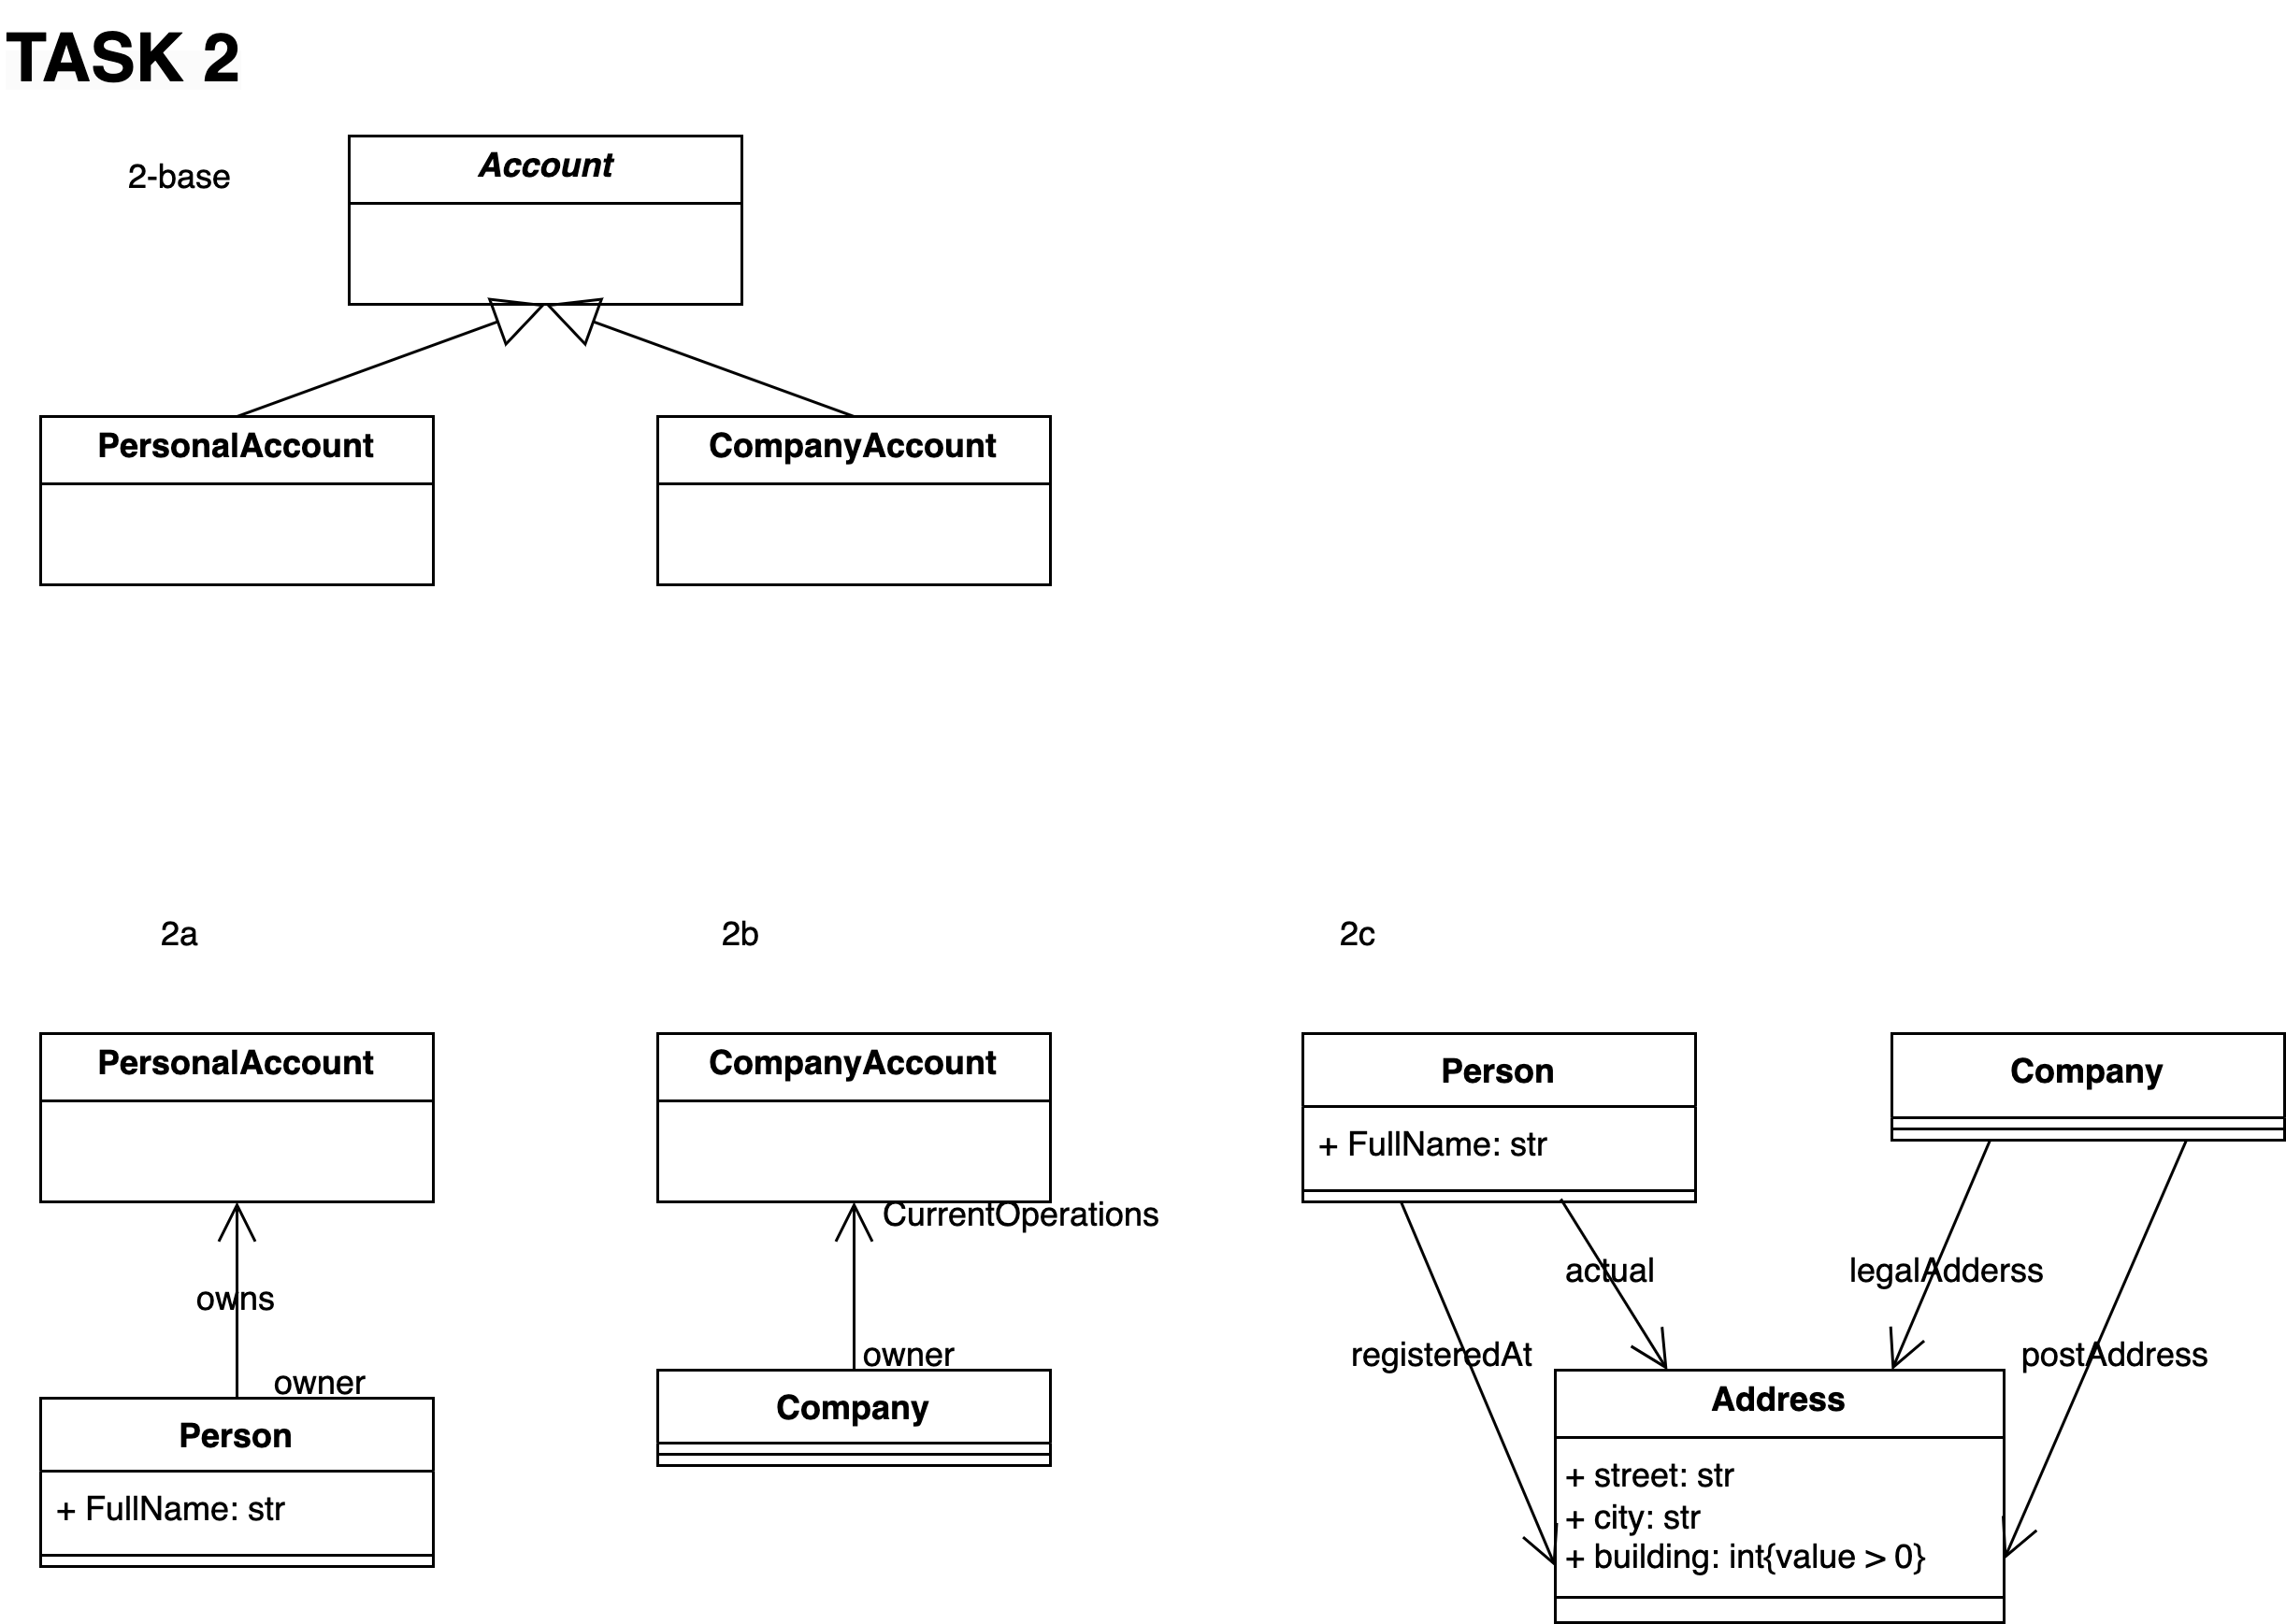 TASK 2
2-base
Account
PersonalAccount
CompanyAccount
2a
2b
2c
PersonalAccount
owns
owner
Person
+ FullName: str
CompanyAccount
CurrentOperations
owner
Company
Person
+ FullName: str
Company
actual
legalAdderss
registeredAt
postAddress
Address
+ street: str
+ city: str
+ building: int{value > 0}